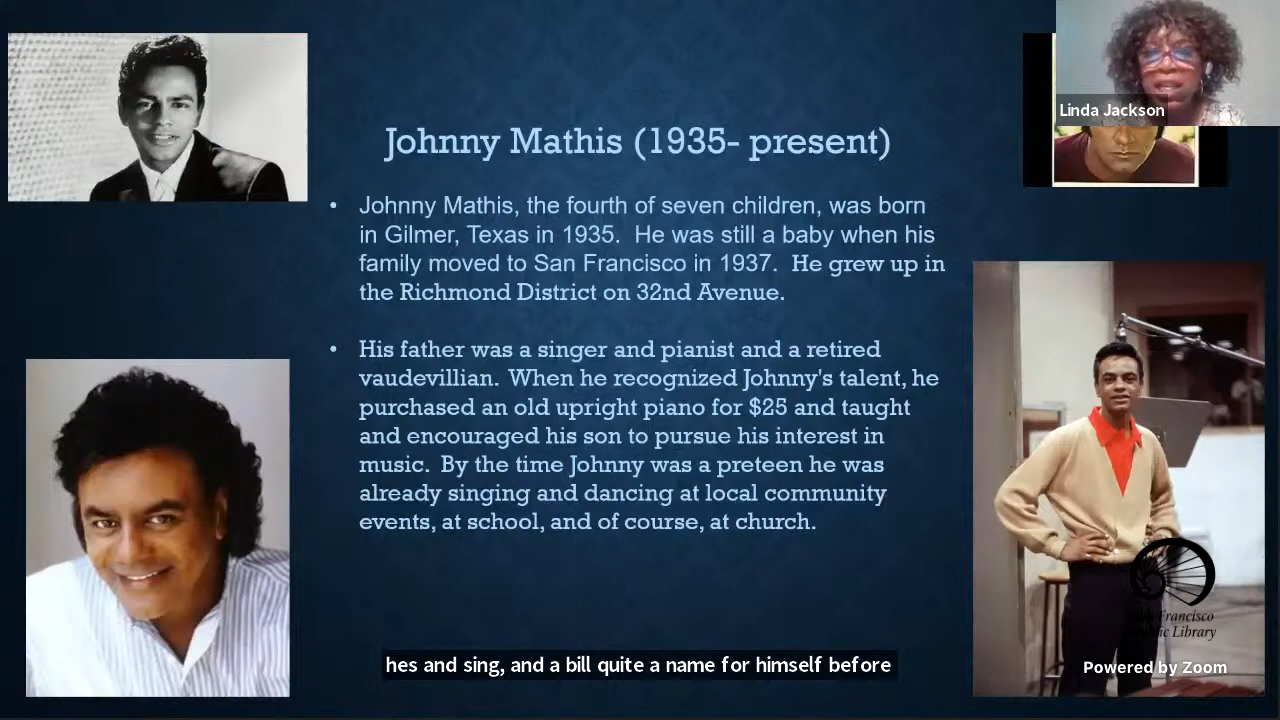 Linda Jackson
Johnny Mathis (1935- present)
• Johnny Mathis, the fourth of seven children, was born
in Gilmer, Texas in 1935. He was still a baby when his
family moved to San Francisco in 1937. He grew up in
the Richmond District on 32nd Avenue.
• His father was a singer and pianist and a retired
vaudevillian. When he recognized Johnny's talent, he
purchased an old upright piano for $25 and taught
and encouraged his son to pursue his interest in
music. By the time Johnny was a preteen he was
already singing and dancing at local community
events, at school, and of course, at church.
Francisco
Library
hes and sing, and a bill quite a name for himself before
Powered by Zoom